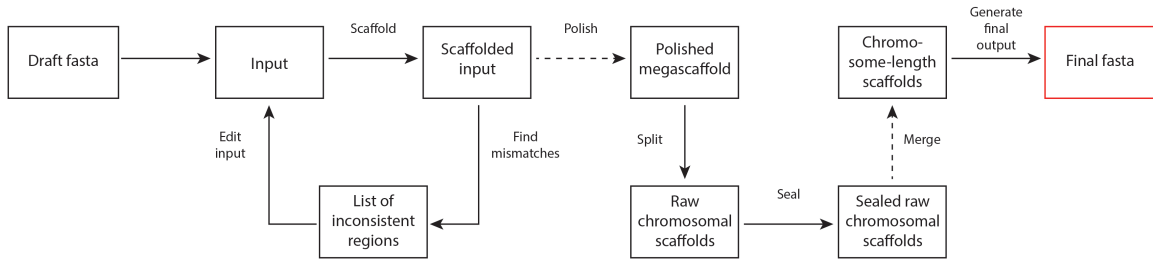 Draft fasta
Input
Scaffold
Scaffolded
input
Polish
Polished
megascaffold
Chromo-
some-length
scaffolds
Generate
final
output
Final fasta
Edit
input
Find
mismatches
List of
inconsistent
regions
Split
Raw
chromosomal
scaffolds
Seal
Sealed raw
chromosomal
scaffolds
Merge